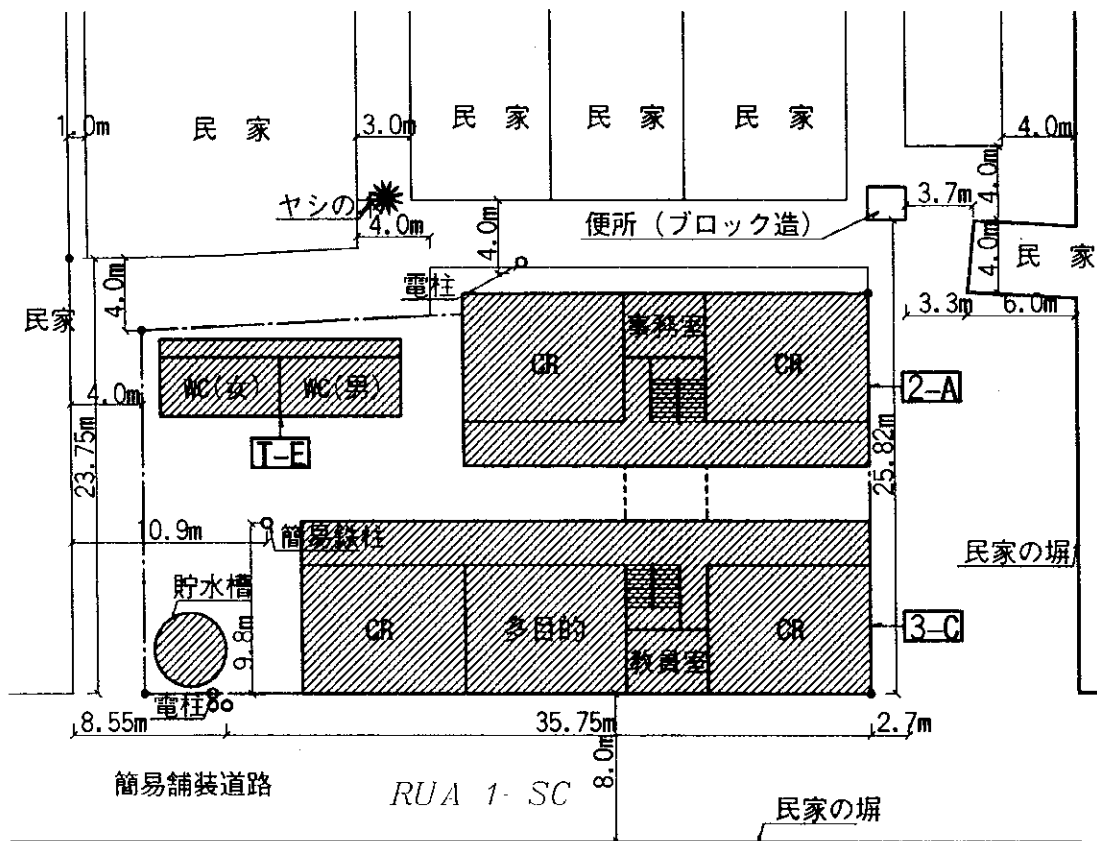 民家
民家
民家
民家
1.0m
3.0m
4.0m
ヤシの
4.0m
4.0m
便所(ブロック造)
3.7m
4.0m
4.0m
民家
電柱
4.0m
民家
3.3m
6.0m
事務室
CR
CR
WC(女)
WC(男)
2-A
4.0m
T-E
23.75m
25.82m
10.9m
簡易鉄柱
民家の塀
貯水槽
9.8m
CR
多目的
CR
教員室
3-C
電柱
8.55m
35.75m
2.7m
8.0m
簡易舗装道路
RUA 1- SC
民家の塀